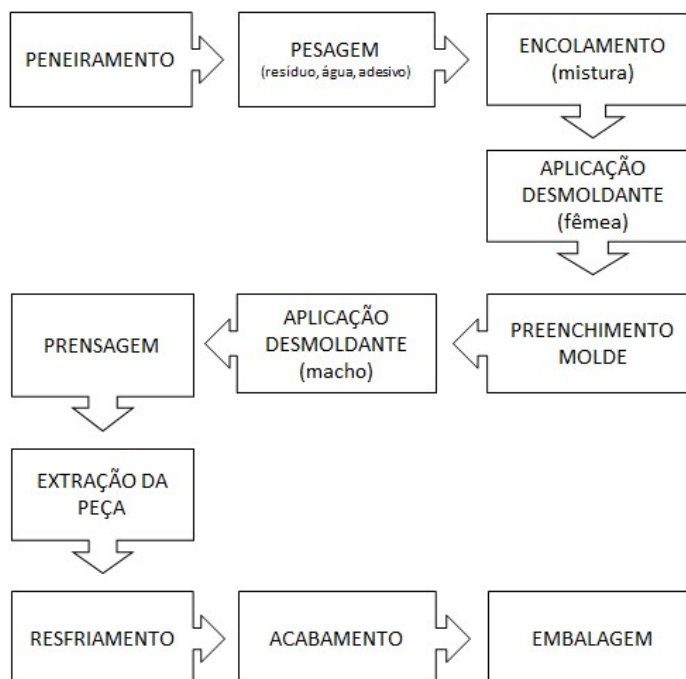 PENEIRAMENTO
PESAGEM
(resíduo, água, adesivo)
ENCOLAMENTO
(mistura)
APLICAÇÃO
DESMOLDANTE
(fêmea)
PREENCHIMENTO
MOLDE
APLICAÇÃO
DESMOLDANTE
(macho)
PRENSAGEM
EXTRAÇÃO DA
PEÇA
RESFRIAMENTO
ACABAMENTO
EMBALAGEM